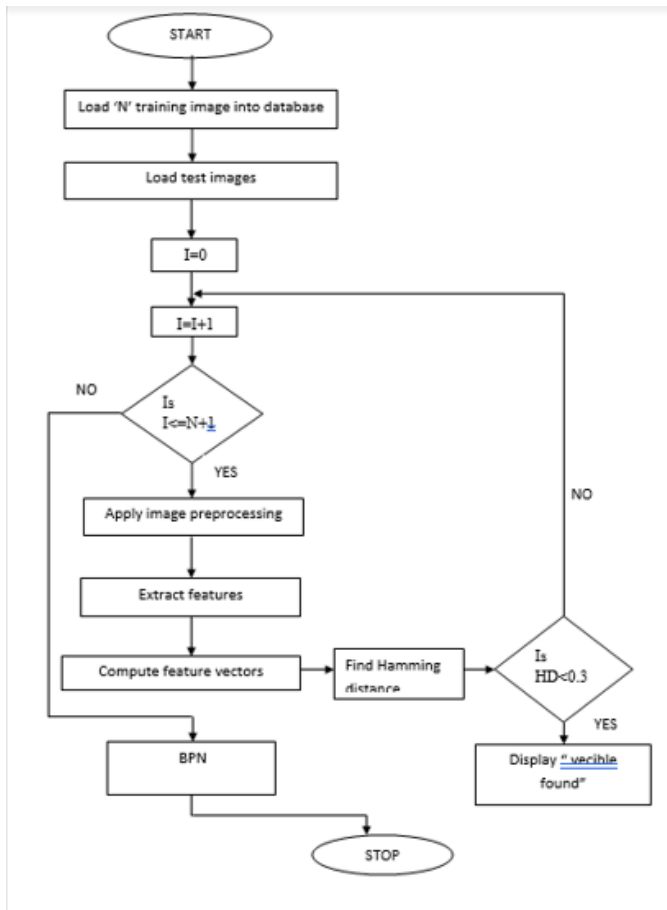 START
Load ‘N’ training image into database
Load test images
I=0
I=I+1
NO
Is
I<=N+1
YES
Apply image preprocessing
NO
Extract features
Compute feature vectors
Find Hamming
distance
Is
HD<0.3
YES
BPN
Display “ vecible
found”
STOP